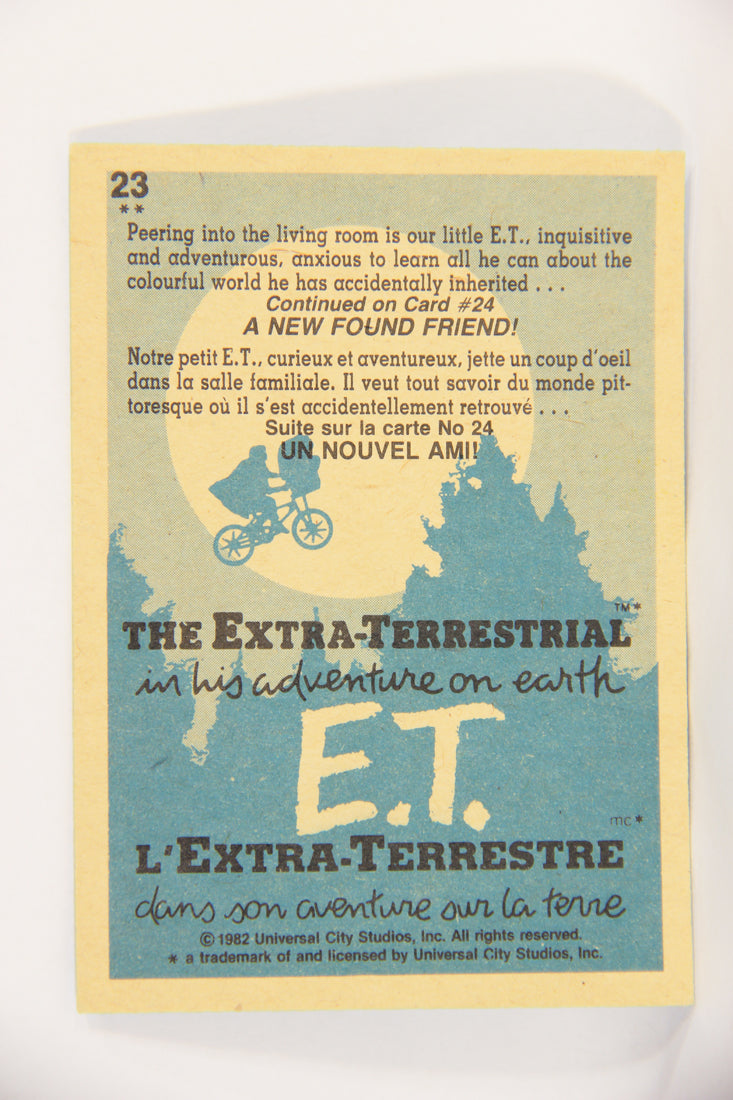 23
**
Peering into the living room is our little E.T., inquisitive
and adventurous, anxious to learn all he can about the
colourful world he has accidentally inherited . . .
Continued on Card #24
A NEW FOUND FRIEND!
Notre petit E.T., curieux et aventureux, jette un coup d'oeil
dans la salle familiale. Il veut tout savoir du monde pit-
toresque où il s'est accidentellement retrouvé . . .
Suite sur la carte No 24
UN NOUVEL AMI!
THE EXTRA-TERRESTRIAL TM*
in his adventure on earth
E.T.
mc*
L'EXTRA-TERRESTRE
dans son aventure sur la terre
© 1982 Universal City Studios, Inc. All rights reserved.
* a trademark of and licensed by Universal City Studios, Inc.